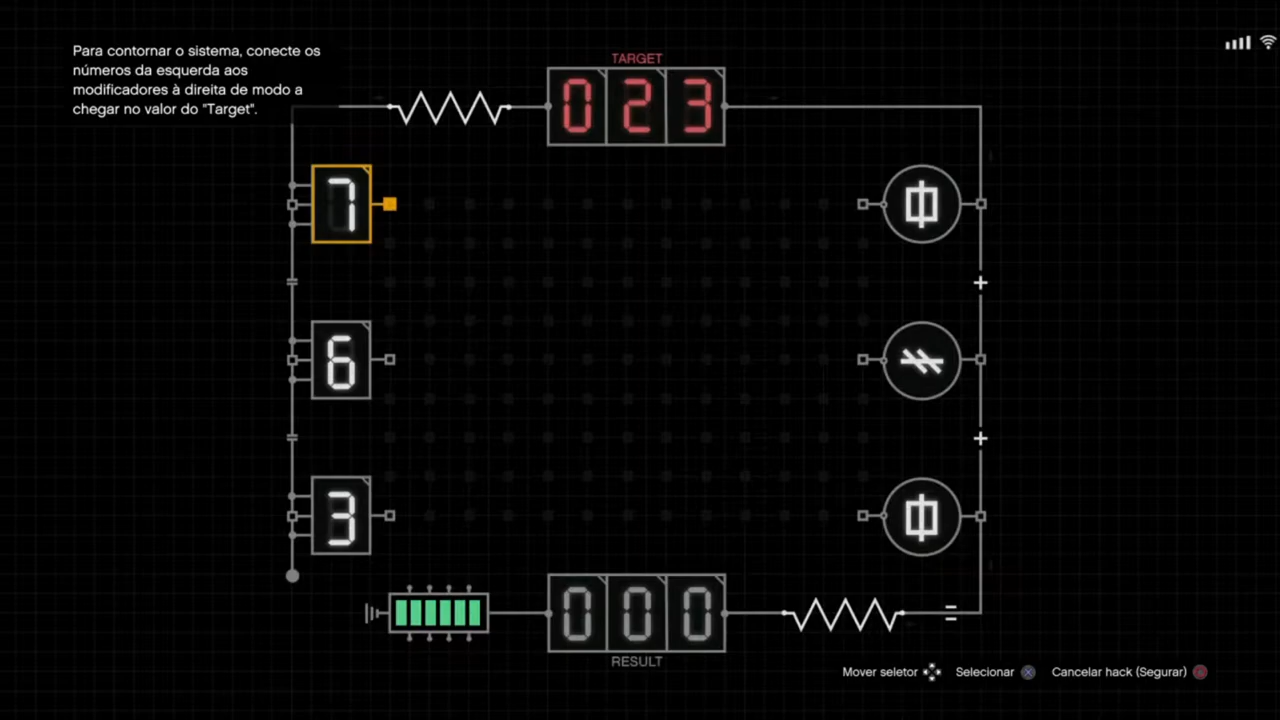 Para contornar o sistema, conecte os
números da esquerda aos
modificadores à direita de modo a
chegar no valor do "Target".
TARGET
023
7
6
+
3
+
000
=
RESULT
Mover seletor Selecionar Cancelar hack (Segurar)